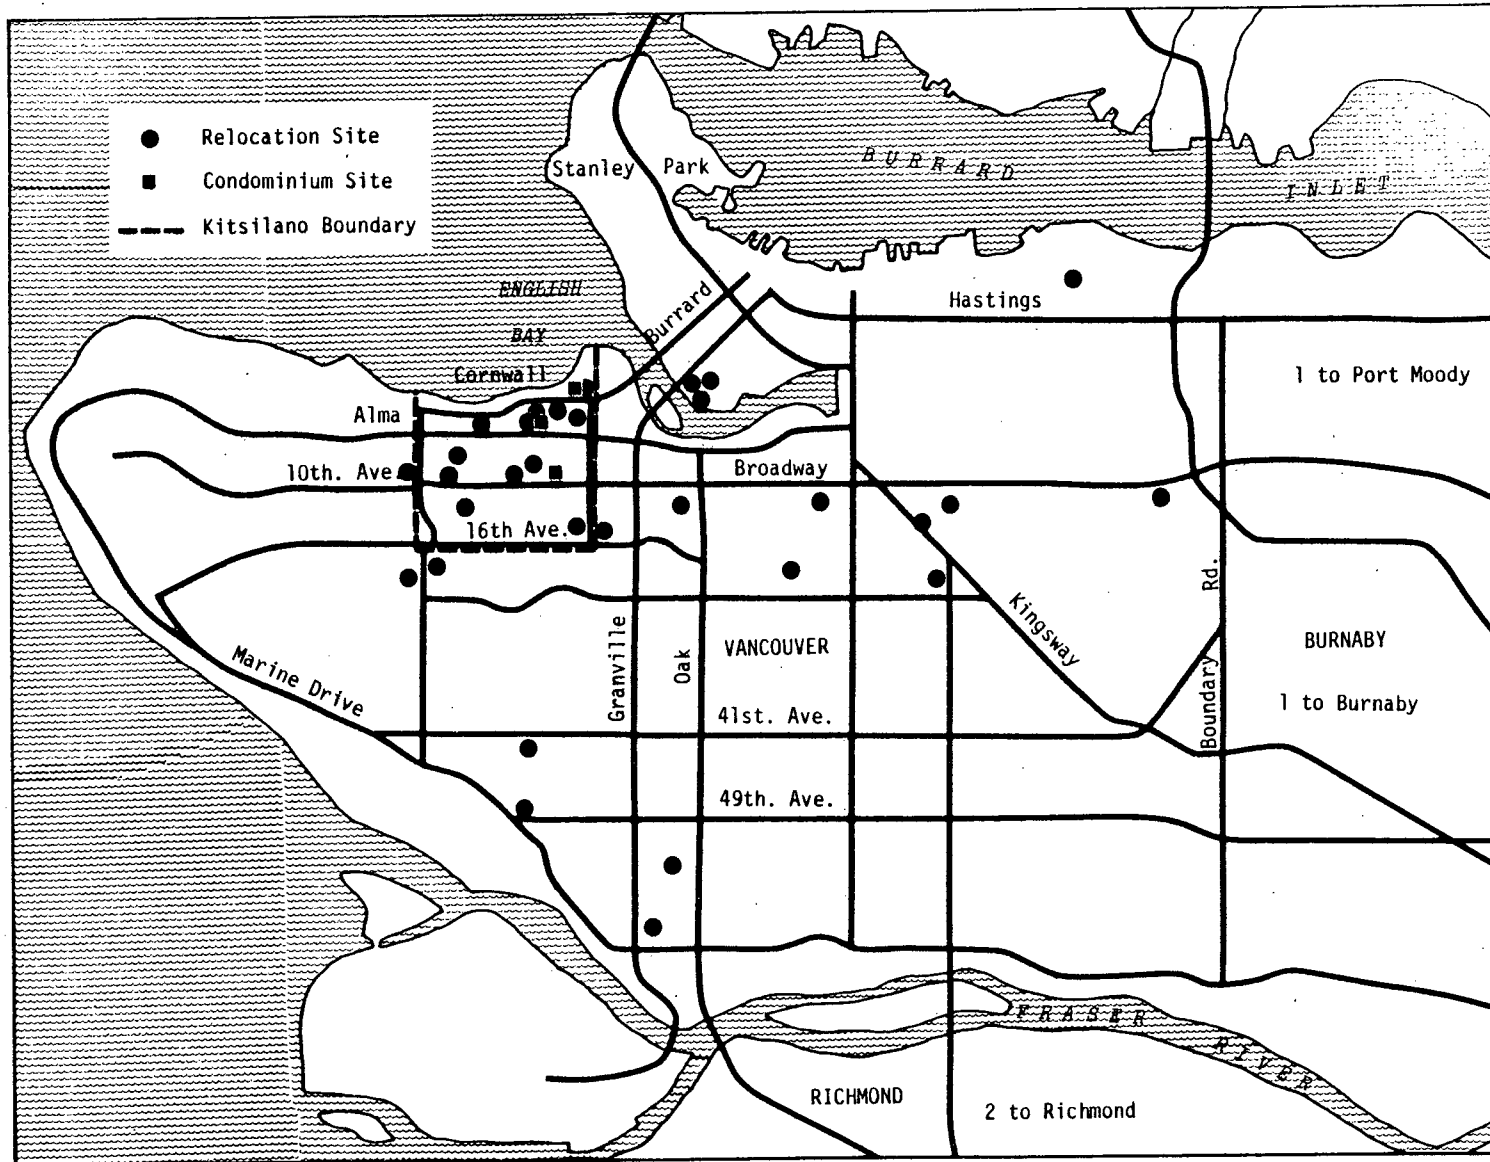 Relocation Site
Condominium Site
Kitsilano Boundary
Stanley Park
BURRARD
INLET
ENGLISH
BAY
Burrard
Hastings
Cornwall
1 to Port Moody
Alma
Broadway
10th. Ave.
16th Ave.
Kingsway
Boundary Rd.
Granville
Oak
VANCOUVER
BURNABY
Marine Drive
41st. Ave.
1 to Burnaby
49th. Ave.
FRASER
RIVER
RICHMOND
2 to Richmond